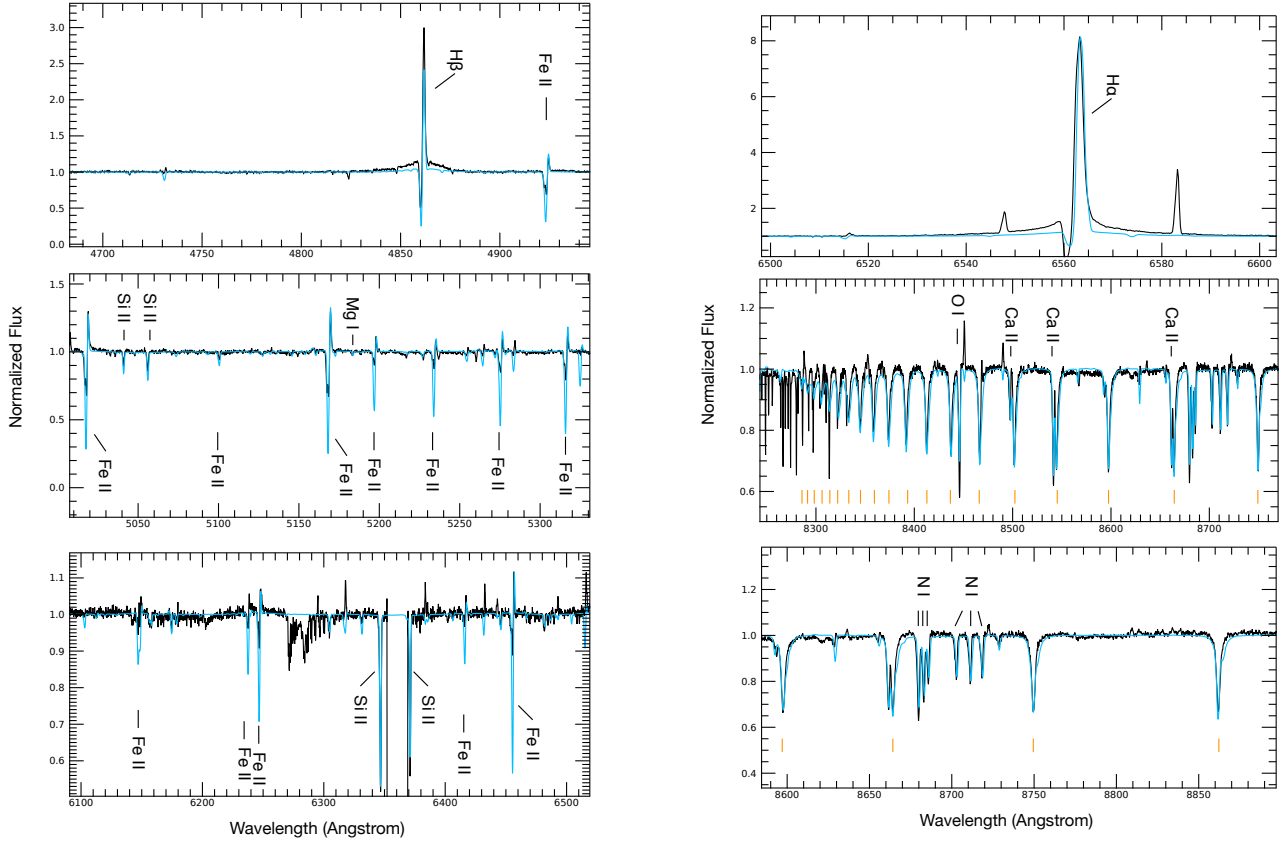 3.0
2.5
2.0
1.5
1.0
0.5
0.0
Hβ
Fe II
4700
4750
4800
4850
4900
1.5
1.0
0.5
0.0
Si II
Si II
Mg I
Fe II
Fe II
Fe II
Fe II
Fe II
Fe II
Fe II
5050
5100
5150
5200
5250
5300
Normalized Flux
1.1
1.0
0.9
0.8
0.7
0.6
Fe II
Fe II
Fe II
Si II
Si II
Fe II
Fe II
6100
6200
6300
6400
6500
Wavelength (Angstrom)
8
6
4
2
Hα
6500
6520
6540
6560
6580
6600
1.2
1.0
0.8
0.6
O I
Ca II
Ca II
Ca II
8300
8400
8500
8600
8700
Normalized Flux
1.2
1.0
0.8
0.6
0.4
N I
N I
8600
8650
8700
8750
8800
8850
Wavelength (Angstrom)